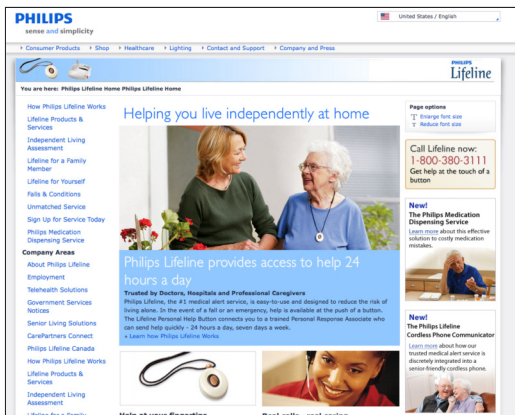 PHILIPS
sense and simplicity
United States / English
Consumer Products
Shop
Healthcare
Lighting
Contact and Support
Company and Press
PHILIPS
Lifeline
You are here: Philips Lifeline Home Philips Lifeline Home
How Philips Lifeline Works
Lifeline Products &
Services
Independent Living
Assessment
Lifeline for a Family
Member
Lifeline for Yourself
Falls & Conditions
Unmatched Service
Sign Up for Service Today
Philips Medication
Dispensing Service
Company Areas
About Philips Lifeline
Employment
Telehealth Solutions
Government Services
Notices
Senior Living Solutions
CarePartners Connect
Philips Lifeline Canada
How Philips Lifeline Works
Lifeline Products &
Services
Independent Living
Assessment
Lifeline for a Family
Helping you live independently at home
Philips Lifeline provides access to help 24
hours a day
Trusted by Doctors, Hospitals and Professional Caregivers
Philips Lifeline, the #1 medical alert service, is easy-to-use and designed to reduce the risk of
living alone. In the event of a fall or an emergency, help is available at the push of a button.
The Lifeline Personal Help Button connects you to a trained Personal Response Associate who
can send help quickly - 24 hours a day, seven days a week.
Learn how Philips Lifeline Works
Page options
T Enlarge font size
T Reduce font size
Call Lifeline now:
1-800-380-3111
Get help at the touch of a
button
New!
The Philips Medication
Dispensing Service
Learn more about this effective
solution to costly medication
mistakes.
New!
The Philips Lifeline
Cordless Phone Communicator
Learn more about how our
trusted medical alert service is
discretely integrated into a
senior-friendly cordless phone.